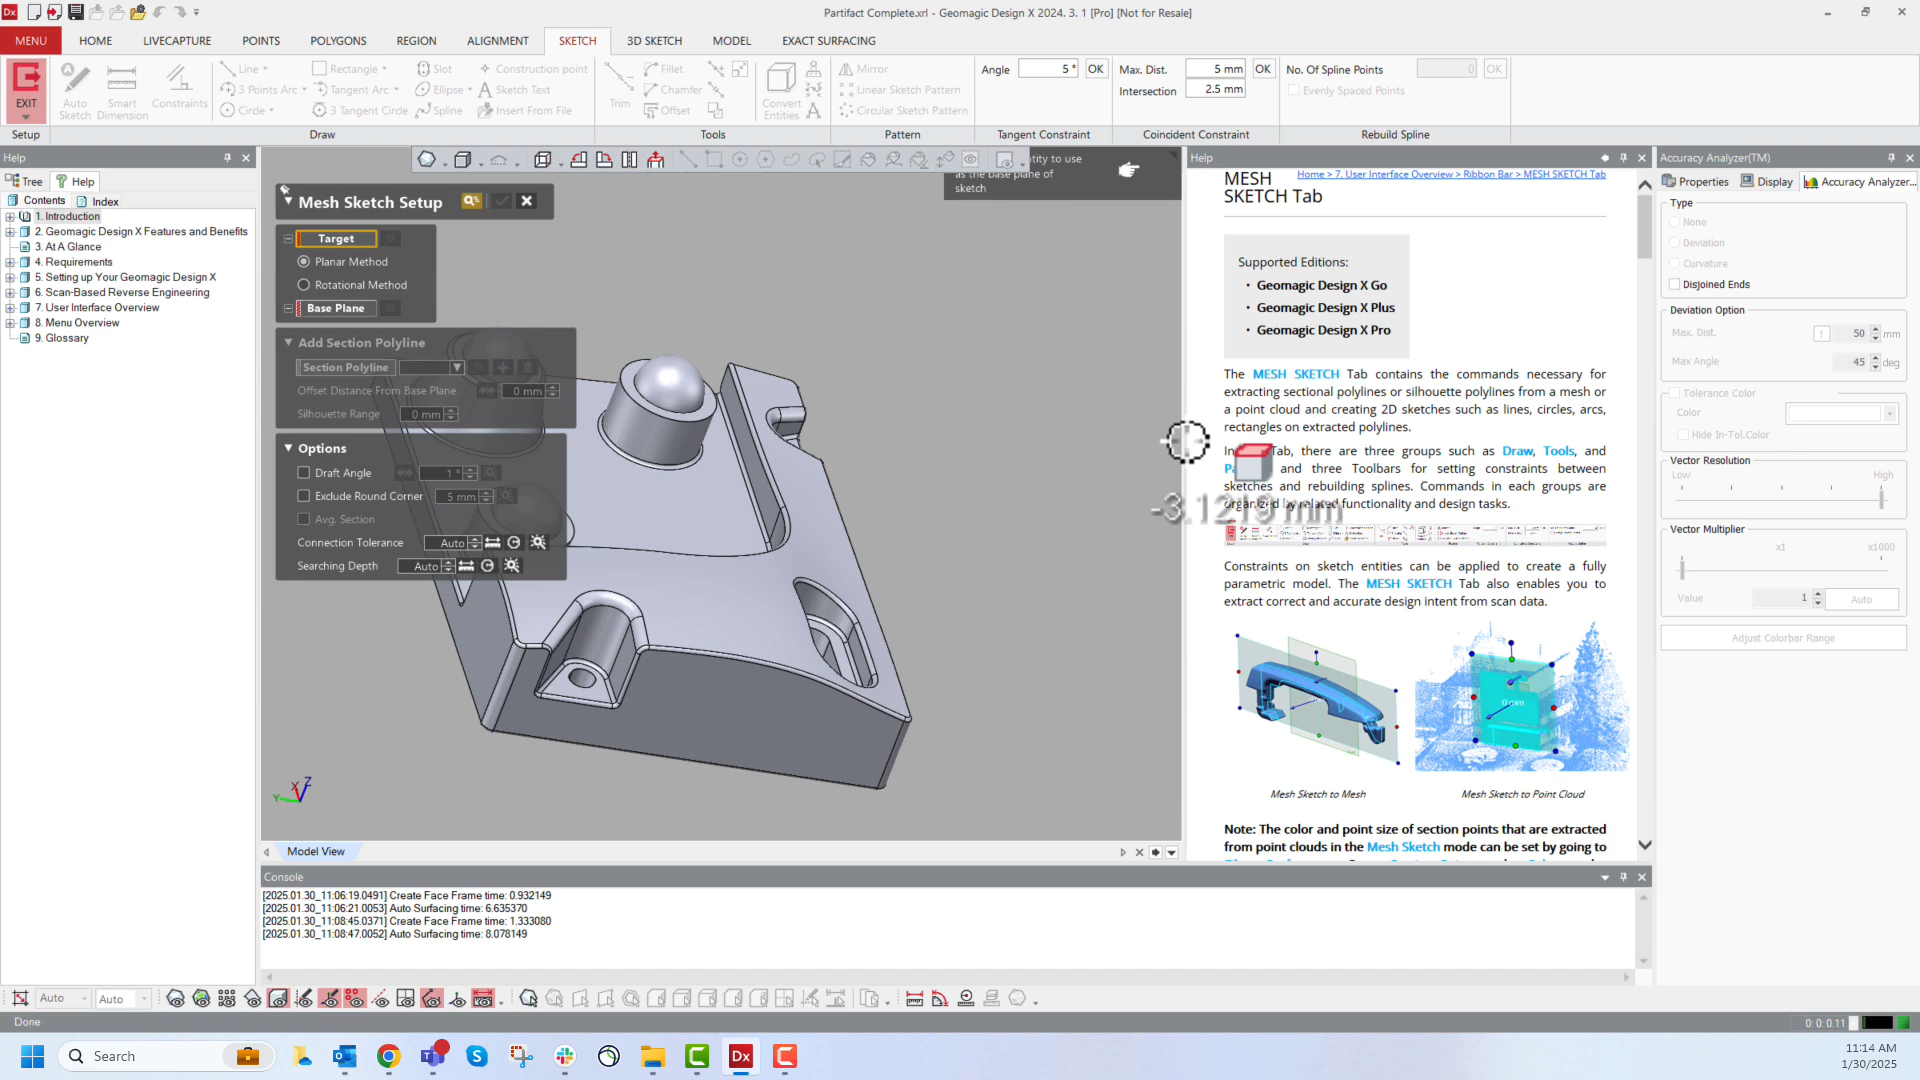 Dx
Partifact Complete.xrl - Geomagic Design X 2024. 3. 1 [Pro] [Not for Resale]
MENU HOME LIVECAPTURE POINTS POLYGONS REGION ALIGNMENT SKETCH 3D SKETCH MODEL EXACT SURFACING
EXIT
Auto Sketch
Smart Dimension
Constraints
Line
3 Points Arc
Circle
Rectangle
Tangent Arc
3 Tangent Circle
Slot
Ellipse
Spline
Construction point
Sketch Text
Insert From File
Trim
Fillet
Chamfer
Offset
Convert Entities
Mirror
Linear Sketch Pattern
Circular Sketch Pattern
Angle 5 ° OK
Max. Dist. 5 mm OK
Intersection 2.5 mm
No. Of Spline Points 0 OK
Evenly Spaced Points
Setup Draw Tools Pattern Tangent Constraint Coincident Constraint Rebuild Spline
Help
Tree Help
Contents Index
1. Introduction
2. Geomagic Design X Features and Benefits
3. At A Glance
4. Requirements
5. Setting up Your Geomagic Design X
6. Scan-Based Reverse Engineering
7. User Interface Overview
8. Menu Overview
9. Glossary
ntity to use
as the base plane of
sketch
Mesh Sketch Setup
Target
Planar Method
Rotational Method
Base Plane
Add Section Polyline
Section Polyline
Offset Distance From Base Plane 0 mm
Silhouette Range 0 mm
Options
Draft Angle 1 °
Exclude Round Corner 5 mm
Avg. Section
Connection Tolerance Auto
Searching Depth Auto
X Z
Y
-3.1219 mm
Model View
Help
MESH
SKETCH Tab
Home > 7. User Interface Overview > Ribbon Bar > MESH SKETCH Tab
Supported Editions:
• Geomagic Design X Go
• Geomagic Design X Plus
• Geomagic Design X Pro
The MESH SKETCH Tab contains the commands necessary for
extracting sectional polylines or silhouette polylines from a mesh or
a point cloud and creating 2D sketches such as lines, circles, arcs,
rectangles on extracted polylines.
In Tab, there are three groups such as Draw, Tools, and
and three Toolbars for setting constraints between
sketches and rebuilding splines. Commands in each groups are
organized by related functionality and design tasks.
Constraints on sketch entities can be applied to create a fully
parametric model. The MESH SKETCH Tab also enables you to
extract correct and accurate design intent from scan data.
0 mm
Mesh Sketch to Mesh Mesh Sketch to Point Cloud
Note: The color and point size of section points that are extracted
from point clouds in the Mesh Sketch mode can be set by going to
Accuracy Analyzer(TM)
Properties Display Accuracy Analyzer...
Type
None
Deviation
Curvature
Disjoined Ends
Deviation Option
Max. Dist. ! 50 mm
Max Angle 45 deg
Tolerance Color
Color
Hide In-Tol.Color
Vector Resolution
Low High
Vector Multiplier
x1 x1000
Value 1 Auto
Adjust Colorbar Range
Console
[2025.01.30_11:06:19.0491] Create Face Frame time: 0.932149
[2025.01.30_11:06:21.0053] Auto Surfacing time: 6.635370
[2025.01.30_11:08:45.0371] Create Face Frame time: 1.333080
[2025.01.30_11:08:47.0052] Auto Surfacing time: 8.078149
Auto Auto
Done
0: 0: 0.11
Search
Dx
11:14 AM
1/30/2025